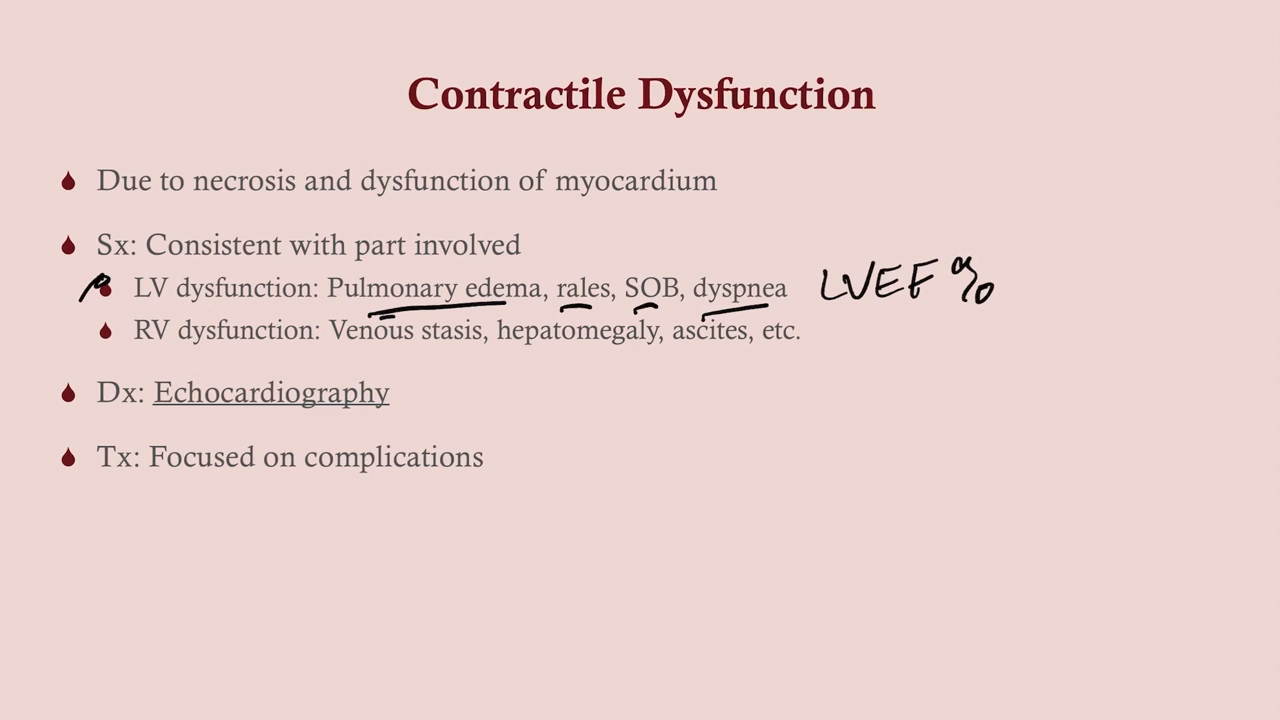 Contractile Dysfunction
Due to necrosis and dysfunction of myocardium
Sx: Consistent with part involved
LV dysfunction: Pulmonary edema, rales, SOB, dyspnea LVEF %
RV dysfunction: Venous stasis, hepatomegaly, ascites, etc.
Dx: Echocardiography
Tx: Focused on complications